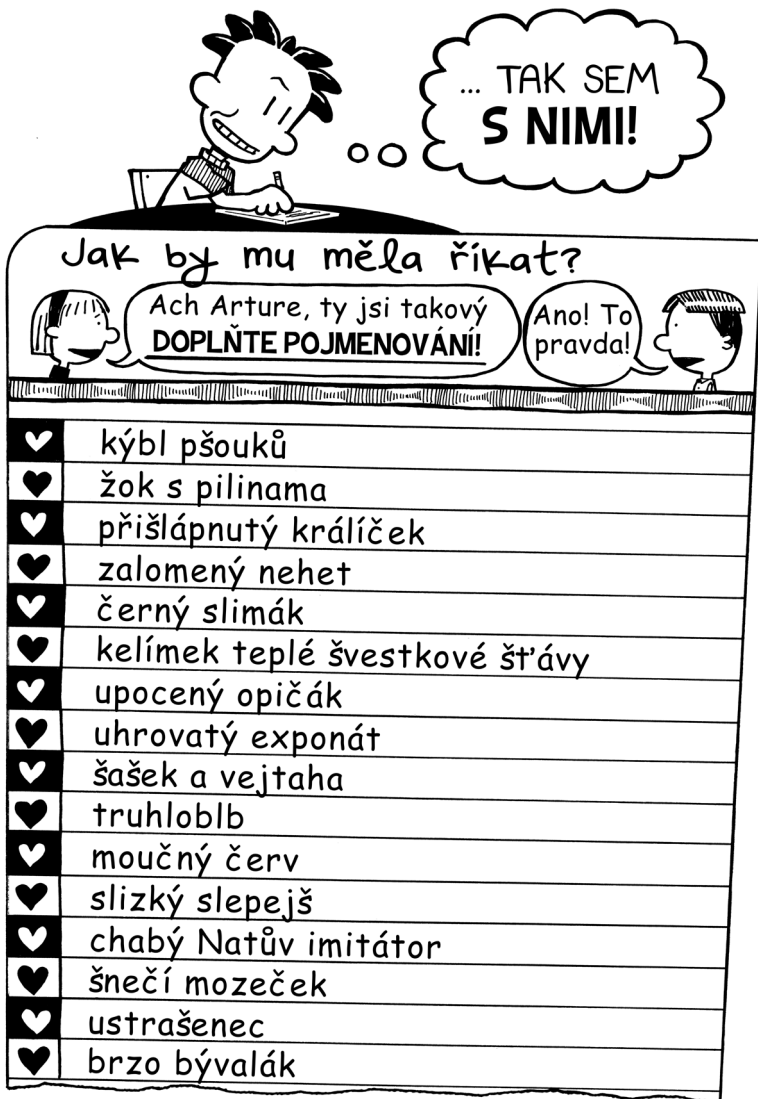 ... TAK SEM
S NIMI!
Jak by mu měla říkat?
Ach Arture, ty jsi takový
DOPLŇTE POJMENOVÁNÍ!
Ano! To
pravda!
kýbl pšouků
žok s pilinama
přišlápnutý králíček
zalomený nehet
černý slimák
kelímek teplé švestkové šťávy
upocený opičák
uhrovatý exponát
šašek a vejtaha
truhloblb
moučný červ
slizký slepejš
chabý Natův imitátor
šnečí mozeček
ustrašenec
brzo bývalák